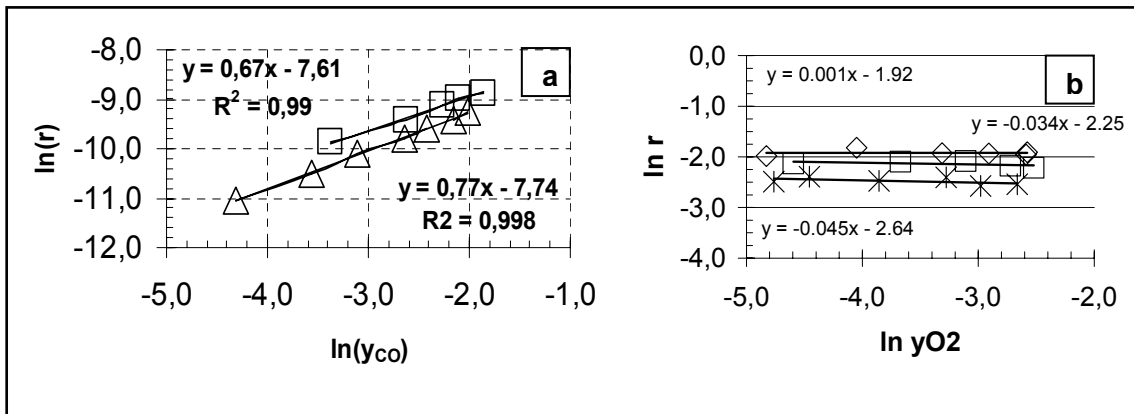 -8,0
-9,0
-10,0
-11,0
-12,0
ln(r)
y = 0,67x - 7,61
R² = 0,99
a
y = 0,77x - 7,74
R2 = 0,998
-5,0 -4,0 -3,0 -2,0 -1,0
ln(yCO)
0,0
-1,0
-2,0
-3,0
-4,0
ln r
y = 0.001x - 1.92
b
y = -0.034x - 2.25
y = -0.045x - 2.64
-5,0 -4,0 -3,0 -2,0
ln yO2